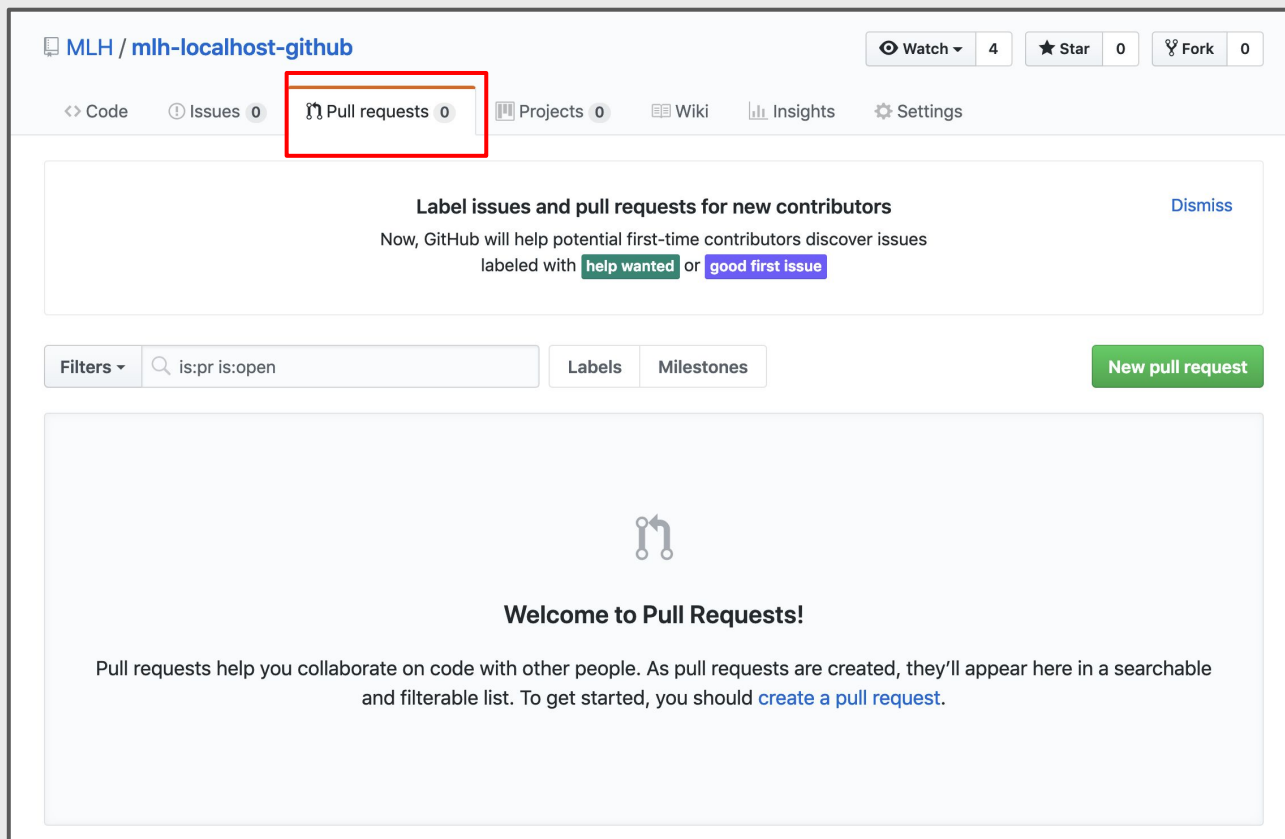 MLH / mlh-localhost-github
Watch 4 Star 0 Fork 0
Code Issues 0 Pull requests 0 Projects 0 Wiki Insights Settings
Label issues and pull requests for new contributors
Dismiss
Now, GitHub will help potential first-time contributors discover issues
labeled with help wanted or good first issue
Filters is:pr is:open Labels Milestones New pull request
Welcome to Pull Requests!
Pull requests help you collaborate on code with other people. As pull requests are created, they’ll appear here in a searchable
and filterable list. To get started, you should create a pull request.